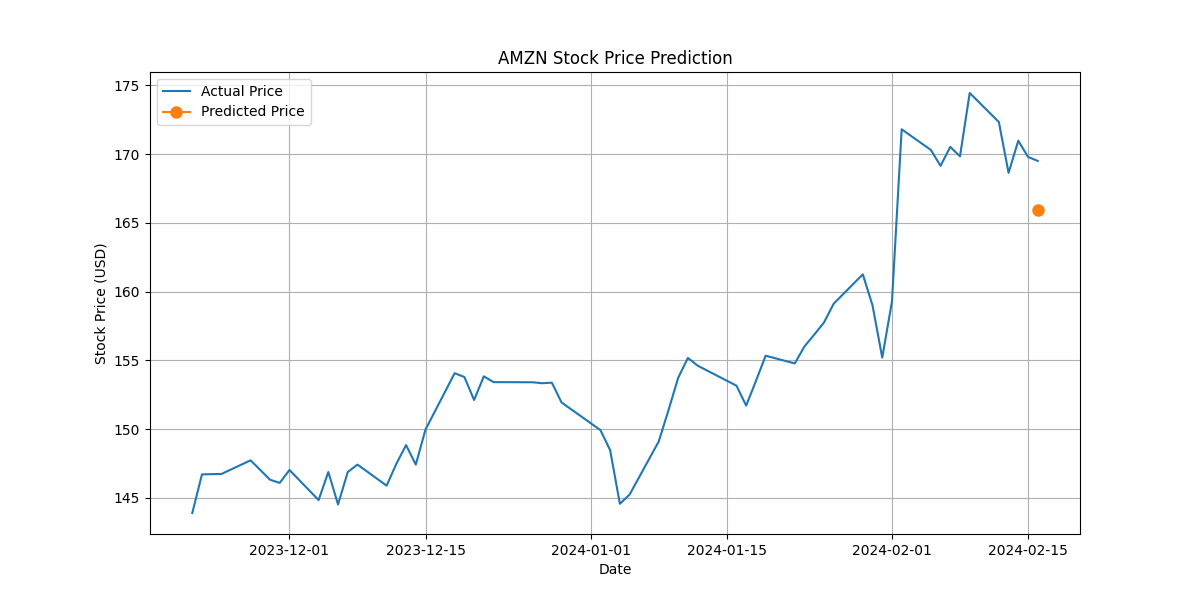 AMZN Stock Price Prediction
Actual Price
Predicted Price
Stock Price (USD)
175
170
165
160
155
150
145
2023-12-01
2023-12-15
2024-01-01
2024-01-15
2024-02-01
2024-02-15
Date